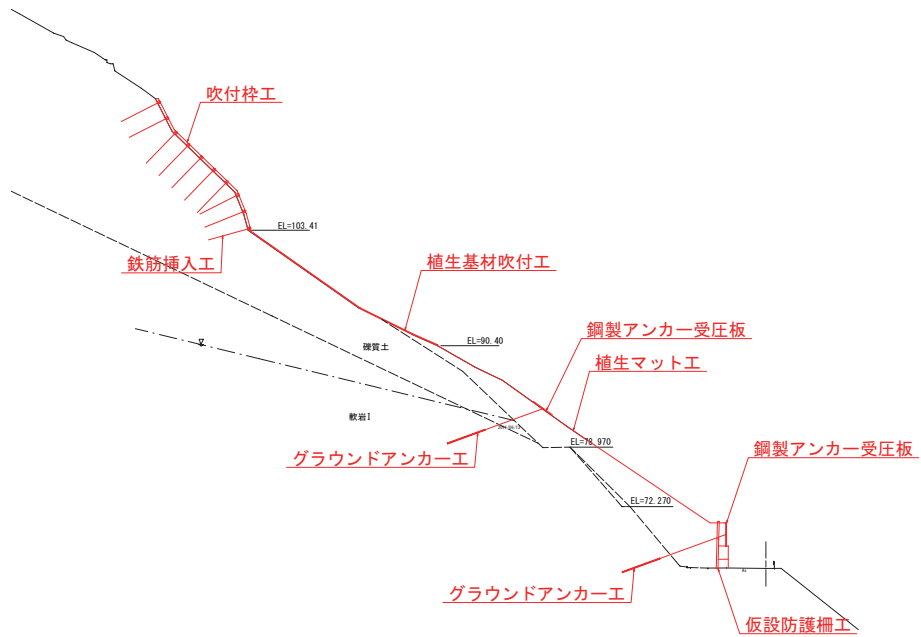 吹付枠工
EL=103.41
鉄筋挿入工
植生基材吹付工
鋼製アンカー受圧板
EL=90.40
礫質土
植生マット工
軟岩I
EL=78.970
鋼製アンカー受圧板
グラウンドアンカー工
EL=72.270
グラウンドアンカー工
仮設防護柵工